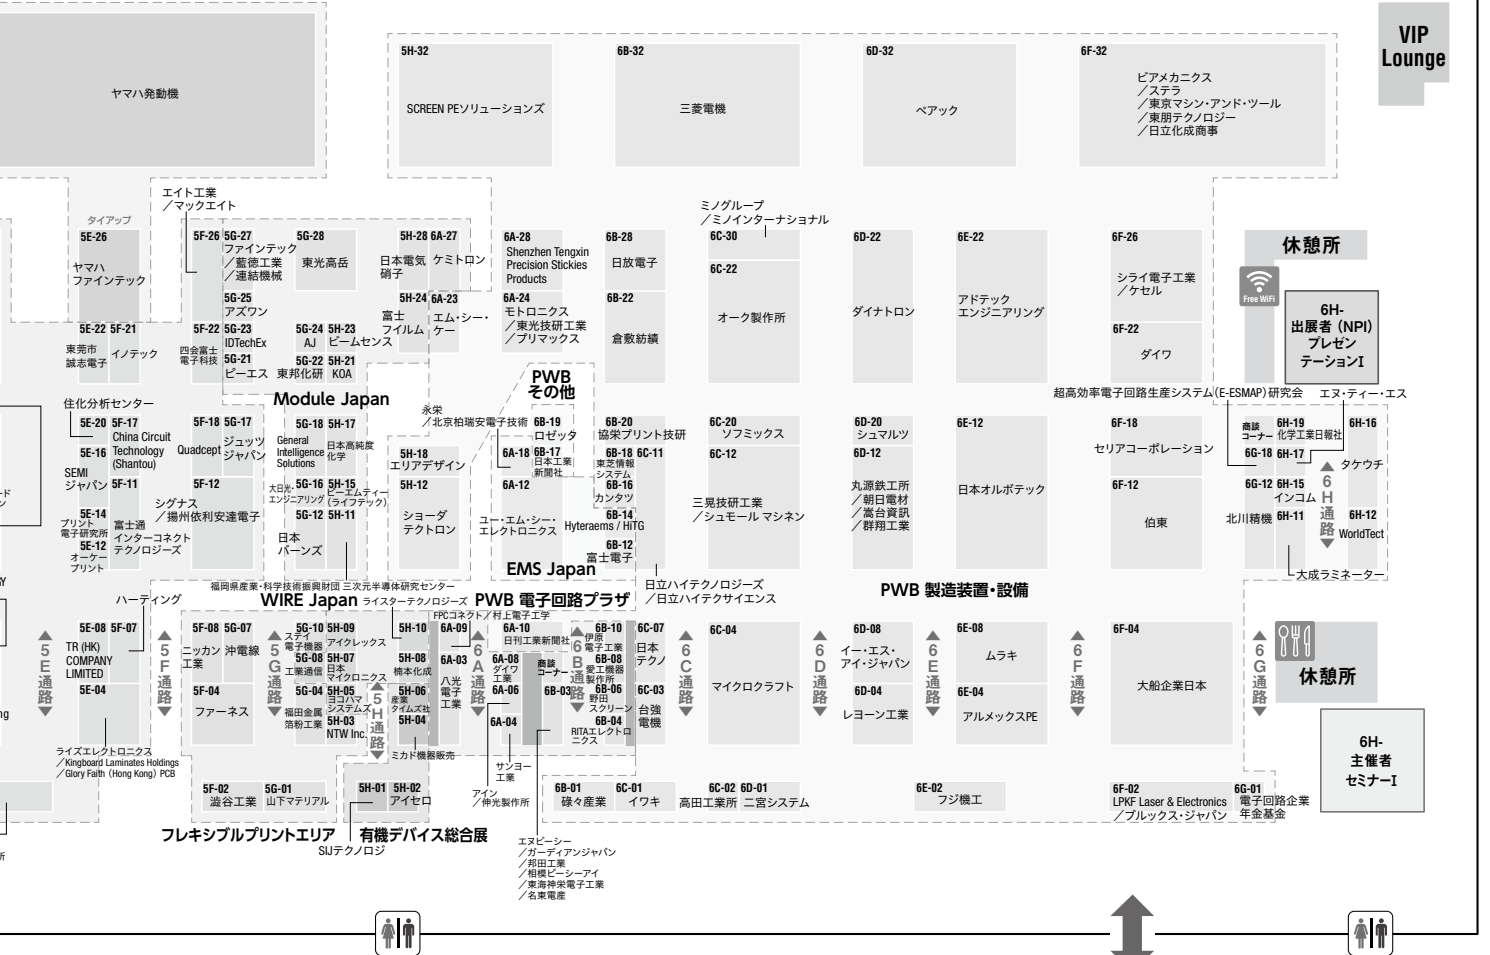 VIP
Lounge
ヤマハ発動機
5H-32
SCREEN PEソリューションズ
6B-32
三菱電機
6D-32
ベアック
6F-32
ビアメカニクス
／ステラ
／東京マシン・アンド・ツール
／東朋テクノロジー
／日立化成商事
エイト工業
／マックエイト
ミノグループ
／ミノインターナショナル
タイアップ
5E-26
ヤマハ
ファインテック
5F-26
5G-27
ファインテック
／藍徳工業
／連結機械
5G-28
東光高岳
5H-28
日本電気
硝子
6A-27
ケミトロン
6A-28
Shenzhen Tengxin
Precision Stickies
Products
6B-28
日放電子
6C-30
6C-22
オーク製作所
6D-22
ダイナトロン
6E-22
アドテック
エンジニアリング
6F-26
シライ電子工業
／ケセル
休憩所
Free WiFi
6H-
出展者（NPI）
プレゼン
テーションI
5G-25
アズワン
5H-24
富士
フイルム
6A-23
エム・シー・
ケー
6A-24
モトロニクス
／東光技研工業
／プリマックス
6B-22
倉敷紡績
5E-22
東莞市
誠志電子
5F-21
イノテック
5F-22
四会富士
電子科技
5G-23
IDTechEx
5G-24
AJ
5H-23
ビームセンス
6F-22
ダイワ
5G-21
ピーエス
5G-22
東邦化研
5H-21
KOA
PWB
その他
Module Japan
超高効率電子回路生産システム（E-ESMAP）研究会
エヌ・ティー・エス
住化分析センター
永栄
／北京柏瑞安電子技術
5E-20
5F-17
China Circuit
Technology
(Shantou)
5F-18
Quadcept
5G-17
ジュッツ
ジャパン
5G-18
General
Intelligence
Solutions
5H-17
日本高純度
化学
5H-18
エリアデザイン
6A-18
6B-19
ロゼッタ
6B-17
日本工業
新聞社
6B-20
協栄プリント技研
6B-18
東芝情報
システム
6C-11
6C-20
ソフミックス
6C-12
三晃技研工業
／シュモール マシネン
6D-20
シュマルツ
6D-12
丸源鉄工所
／朝日電材
／嵩台資訊
／群翔工業
6E-12
日本オルボテック
6F-18
セリアコーポレーション
商談
コーナー
6H-19
化学工業日報社
6H-16
タケウチ
6G-18
6H-17
5E-16
SEMI
ジャパン
5F-11
富士通
インターコネクト
テクノロジーズ
5F-12
シグナス
／揚州依利安達電子
5G-16
大日光・
エンジニアリング
5H-15
ピーエムティー
（ライフテック）
5H-12
ショーダ
テクトロン
6A-12
ユー・エム・シー・
エレクトロニクス
6B-16
カンタツ
6B-14
Hyteraems / HiTG
6B-12
富士電子
6F-12
伯東
6G-12
北川精機
6H-15
インコム
6H-11
6H通路
6H-12
WorldTect
大成ラミネーター
5E-14
プリント
電子研究所
5E-12
オーケー
プリント
5G-12
日本
バーンズ
5H-11
EMS Japan
日立ハイテクノロジーズ
／日立ハイテクサイエンス
PWB 製造装置・設備
福岡県産業・科学技術振興財団 三次元半導体研究センター
ハーティング
WIRE Japan
ライスターテクノロジーズ
PWB 電子回路プラザ
FPCコネクト／村上電子工学
5E通路
5E-08
TR (HK)
COMPANY
LIMITED
5F-07
5F通路
5F-08
ニッカン
工業
5G-07
沖電線
5G通路
5G-10
ステイ
電子機器
5H-09
アイクレックス
5H-10
6A-09
6A通路
6A-10
日刊工業新聞社
6B通路
6B-10
伊原
電子工業
6C-07
日本
テクノ
6C通路
6C-04
マイクロクラフト
6D通路
6D-08
イー・エス・
アイ・ジャパン
6E通路
6E-08
ムラキ
6F通路
6F-04
大船企業日本
6G通路
休憩所
5G-08
工業通信
5H-07
日本
マイクロニクス
5H-08
楠本化成
6A-03
八光
電子
工業
6A-08
ダイワ
工業
商談
コーナー
6B-08
愛工機器
製作所
5E-04
5F-04
ファーネス
5G-04
福田金属
箔粉工業
5H-05
ヨコハマ
システムズ
5H-03
NTW Inc.
5H通路
5H-06
産業
タイムズ社
5H-04
6A-06
6A-04
6B-03
6B-06
野田
スクリーン
6B-04
RITAエレクトロ
ニクス
6C-03
台強
電機
6D-04
レヨーン工業
6E-04
アルメックスPE
6H-
主催者
セミナーI
ライズエレクトロニクス
／Kingboard Laminates Holdings
／Glory Faith (Hong Kong) PCB
ミカド機器販売
サンヨー
工業
アイン
／伸光製作所
5F-02
澁谷工業
5G-01
山下マテリアル
5H-01
5H-02
アイセロ
6B-01
碌々産業
6C-01
イワキ
6C-02
高田工業所
6D-01
二宮システム
6E-02
フジ機工
6F-02
LPKF Laser & Electronics
／ブルックス・ジャパン
6G-01
電子回路企業
年金基金
フレキシブルプリントエリア
有機デバイス総合展
SIJテクノロジ
エヌピーシー
／ガーディアンジャパン
／邦田工業
／相模ピーシーアイ
／東海神栄電子工業
／名東電産